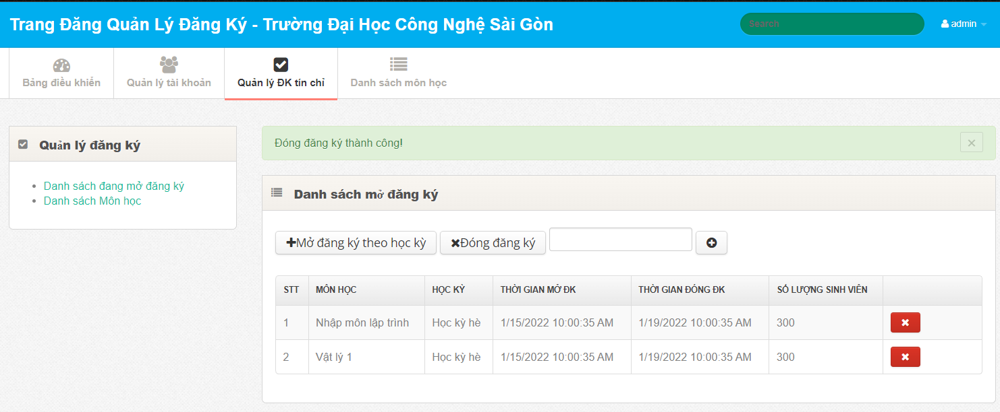 Trang Đăng Quản Lý Đăng Ký - Trường Đại Học Công Nghệ Sài Gòn
Search
admin
Bảng điều khiển
Quản lý tài khoản
Quản lý ĐK tín chỉ
Danh sách môn học
Quản lý đăng ký
Danh sách đang mở đăng ký
Danh sách Môn học
Đóng đăng ký thành công!
Danh sách mở đăng ký
Mở đăng ký theo học kỳ
Đóng đăng ký
STT MÔN HỌC HỌC KỲ THỜI GIAN MỞ ĐK THỜI GIAN ĐÓNG ĐK SỐ LƯỢNG SINH VIÊN
1 Nhập môn lập trình Học kỳ hè 1/15/2022 10:00:35 AM 1/19/2022 10:00:35 AM 300
2 Vật lý 1 Học kỳ hè 1/15/2022 10:00:35 AM 1/19/2022 10:00:35 AM 300